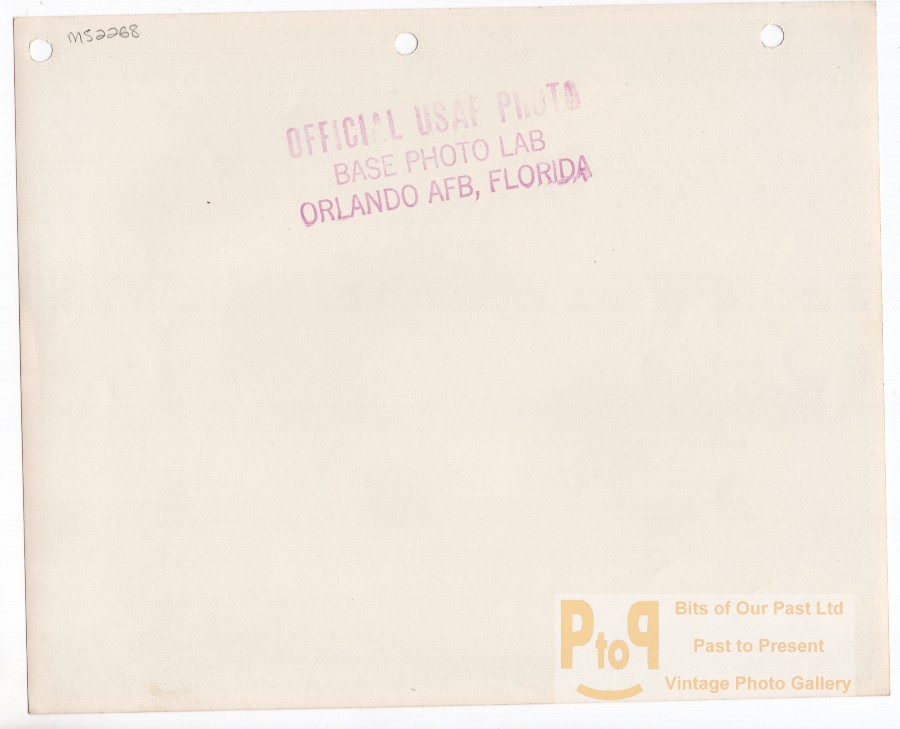 M52268
OFFICIAL USAF PHOTO
BASE PHOTO LAB
ORLANDO AFB, FLORIDA
PtoP
Bits of Our Past Ltd
Past to Present
Vintage Photo Gallery